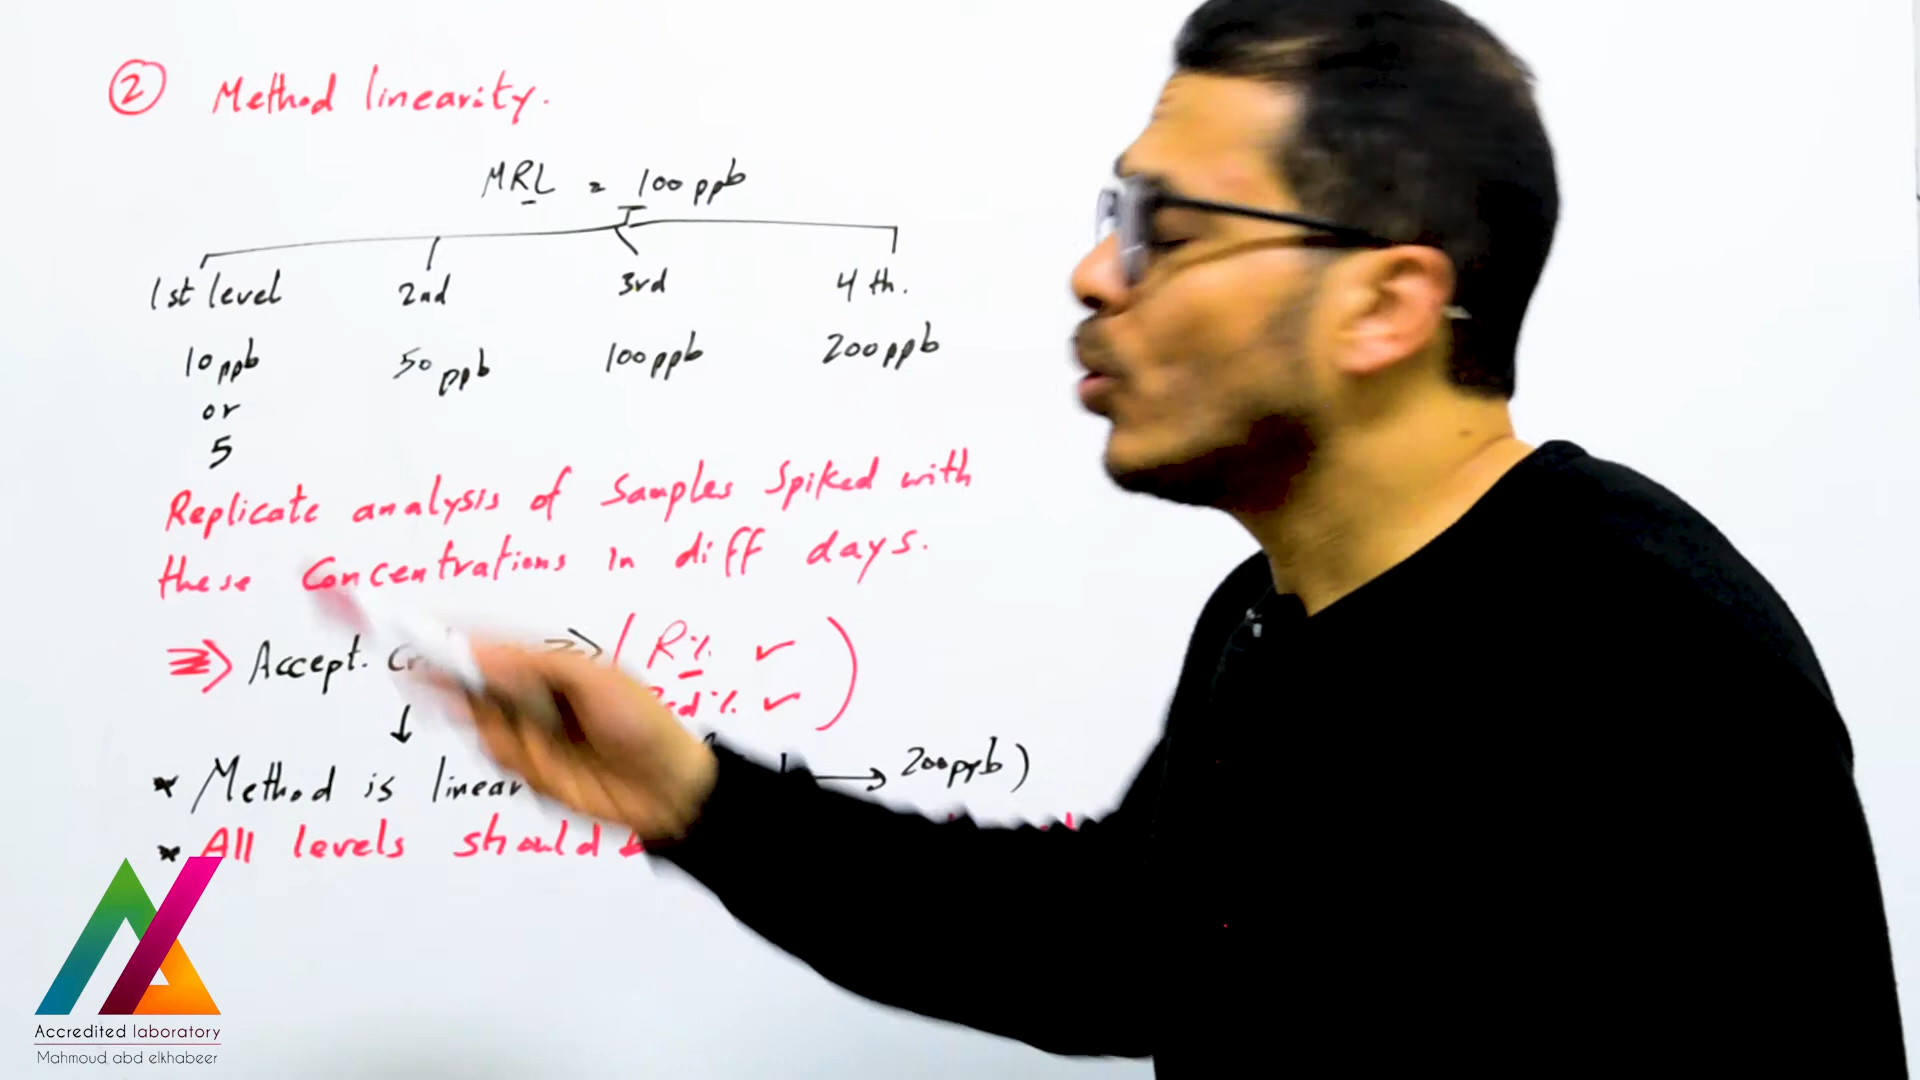 2 Method linearity.
MRL = 100 ppb
1st level 2nd 3rd 4th.
10 ppb 50 ppb 100 ppb 200 ppb
or
5
Replicate analysis of Samples Spiked with
these Concentrations in diff days.
⇒ Accept. ⇒ ( R% ✓
✓ )
↓
* Method is linear → 200 ppb)
* All levels should
Accredited laboratory
Mahmoud abd elkhabeer